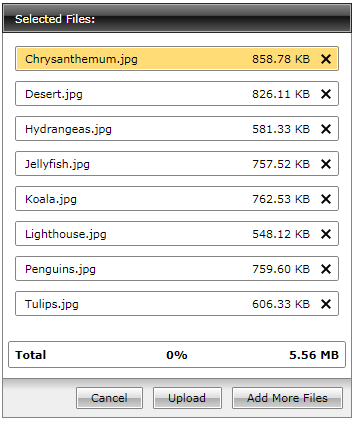 Selected Files:
Chrysanthemum.jpg 858.78 KB
Desert.jpg 826.11 KB
Hydrangeas.jpg 581.33 KB
Jellyfish.jpg 757.52 KB
Koala.jpg 762.53 KB
Lighthouse.jpg 548.12 KB
Penguins.jpg 759.60 KB
Tulips.jpg 606.33 KB
Total 0% 5.56 MB
Cancel Upload Add More Files